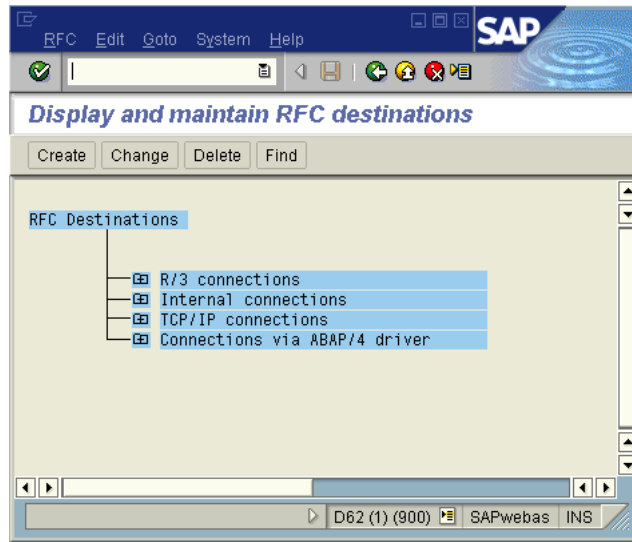 RFC Edit Goto System Help
SAP
Display and maintain RFC destinations
Create Change Delete Find
RFC Destinations
R/3 connections
Internal connections
TCP/IP connections
Connections via ABAP/4 driver
D62 (1) (900) SAPwebas INS